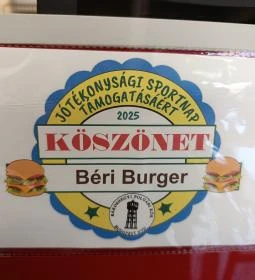 JÓTÉKONYSÁGI SPORTNAP
TÁMOGATÁSÁÉRT
2025
KÖSZÖNET
Béri Burger